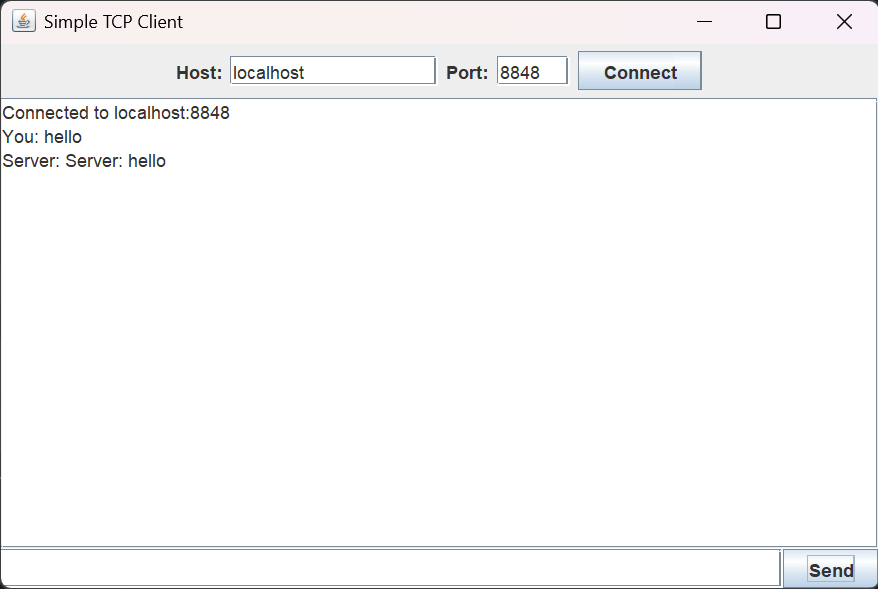 Simple TCP Client
Host: localhost Port: 8848 Connect
Connected to localhost:8848
You: hello
Server: Server: hello
Send